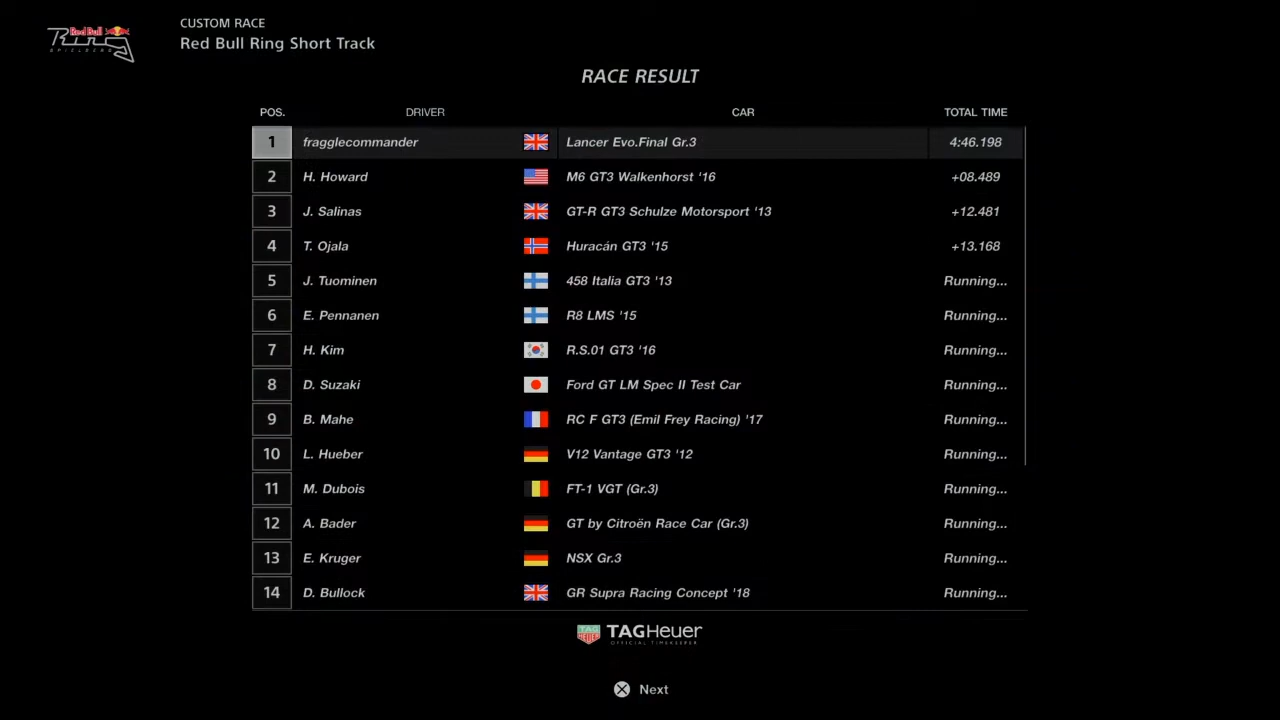 Red Bull
Ring
SPIELBERG
CUSTOM RACE
Red Bull Ring Short Track
RACE RESULT
POS. DRIVER CAR TOTAL TIME
1 fragglecommander Lancer Evo.Final Gr.3 4:46.198
2 H. Howard M6 GT3 Walkenhorst '16 +08.489
3 J. Salinas GT-R GT3 Schulze Motorsport '13 +12.481
4 T. Ojala Huracán GT3 '15 +13.168
5 J. Tuominen 458 Italia GT3 '13 Running...
6 E. Pennanen R8 LMS '15 Running...
7 H. Kim R.S.01 GT3 '16 Running...
8 D. Suzaki Ford GT LM Spec II Test Car Running...
9 B. Mahe RC F GT3 (Emil Frey Racing) '17 Running...
10 L. Hueber V12 Vantage GT3 '12 Running...
11 M. Dubois FT-1 VGT (Gr.3) Running...
12 A. Bader GT by Citroën Race Car (Gr.3) Running...
13 E. Kruger NSX Gr.3 Running...
14 D. Bullock GR Supra Racing Concept '18 Running...
TAG HEUER TAGHeuer
OFFICIAL TIMEKEEPER
Next